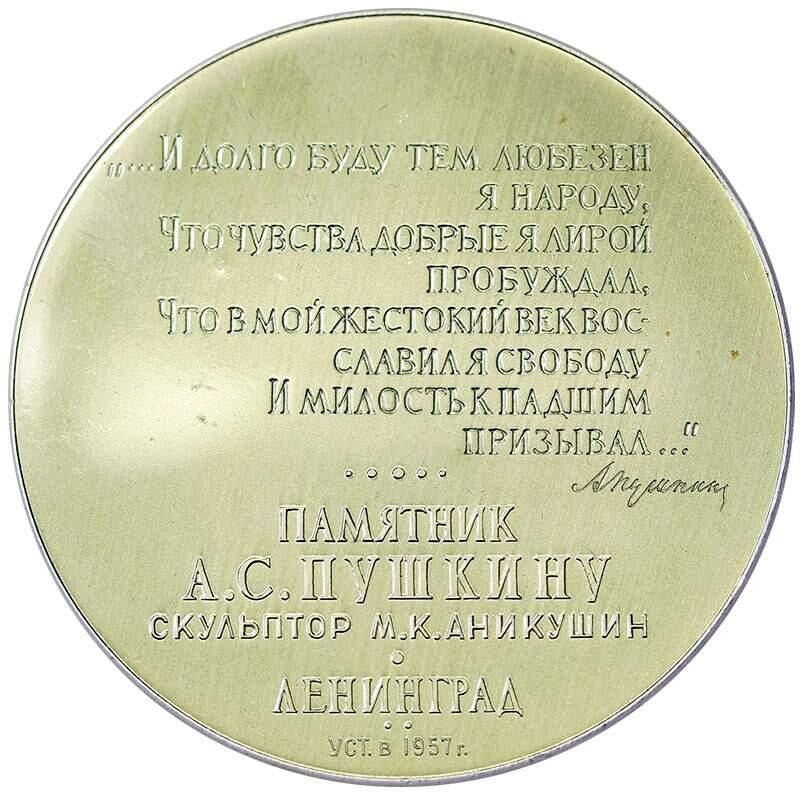 „...И ДОЛГО БУДУ ТЕМ ЛЮБЕЗЕН
Я НАРОДУ,
ЧТО ЧУВСТВА ДОБРЫЕ Я ЛИРОЙ
ПРОБУЖДАЛ,
ЧТО В МОЙ ЖЕСТОКИЙ ВЕК ВОС-
СЛАВИЛ Я СВОБОДУ
И МИЛОСТЬ К ПАДШИМ
ПРИЗЫВАЛ..."
А Пушкин
ПАМЯТНИК
А.С. ПУШКИНУ
СКУЛЬПТОР М.К. АНИКУШИН
ЛЕНИНГРАД
УСТ. В 1957 г.